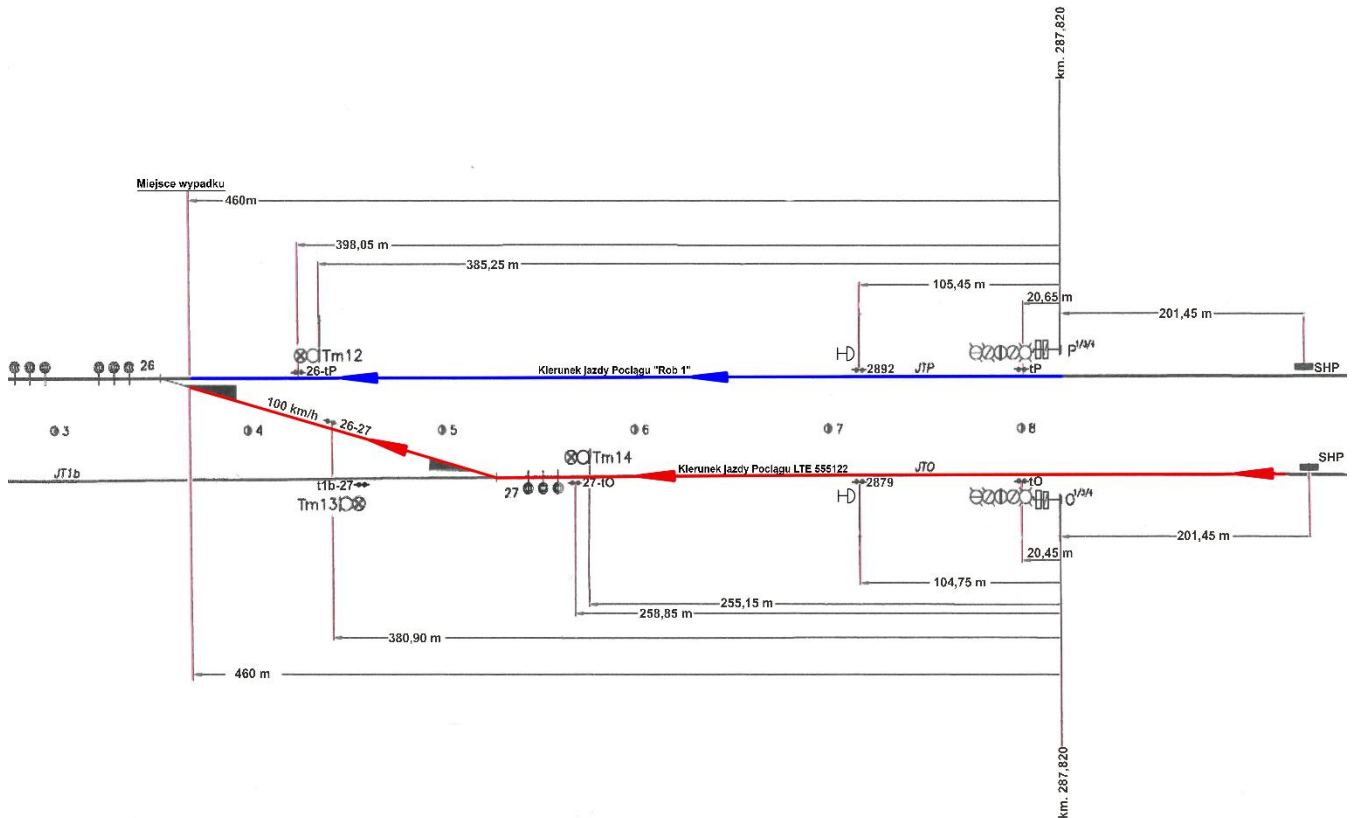 km. 287,820
Miejsce wypadku
460m
398,05 m
385,25 m
105,45 m
20,65 m
201,45 m
Tm12
P1/3/4
26
26-tP
Kierunek jazdy Pociągu "Rob 1"
2892
JTP
tP
SHP
100 km/h
26-27
3
4
5
6
7
8
Tm14
SHP
JT1b
t1b-27
27
27-tO
Kierunek jazdy Pociągu LTE 555122
2879
JTO
tO
Tm13
O1/3/4
201,45 m
20,45 m
104,75 m
255,15 m
258,85 m
380,90 m
460 m
km. 287,820